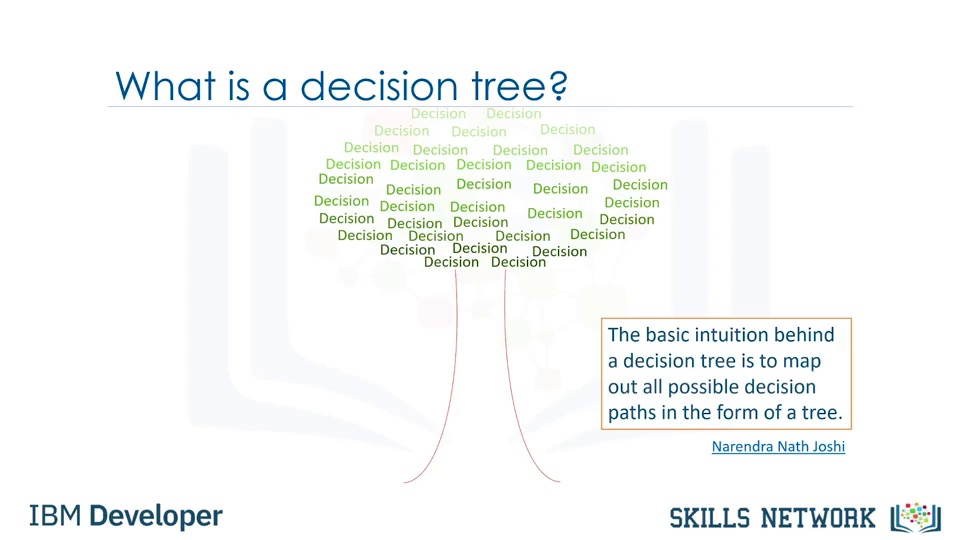 What is a decision tree?
Decision Decision
Decision Decision Decision
Decision Decision Decision Decision
Decision Decision Decision Decision Decision
Decision Decision Decision Decision Decision
Decision Decision Decision Decision Decision
Decision Decision Decision Decision Decision
Decision Decision Decision Decision
Decision Decision Decision
Decision Decision
The basic intuition behind
a decision tree is to map
out all possible decision
paths in the form of a tree.
Narendra Nath Joshi
IBM Developer
SKILLS NETWORK